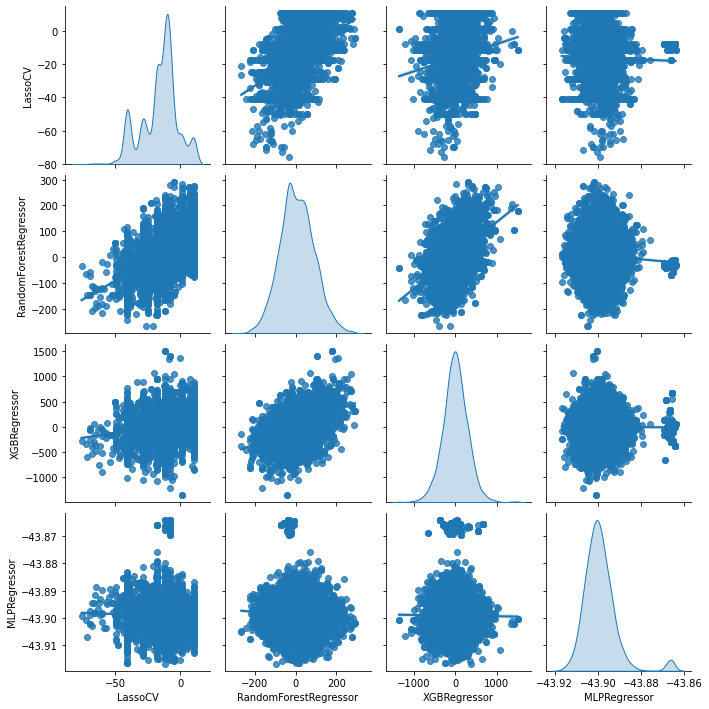 0
−20
−40
−60
−80
LassoCV
300
200
100
0
−100
−200
RandomForestRegressor
1500
1000
500
0
−500
−1000
XGBRegressor
−43.87
−43.88
−43.89
−43.90
−43.91
MLPRegressor
−50 0
LassoCV
−200 0 200
RandomForestRegressor
−1000 0 1000
XGBRegressor
−43.92 −43.90 −43.88 −43.86
MLPRegressor